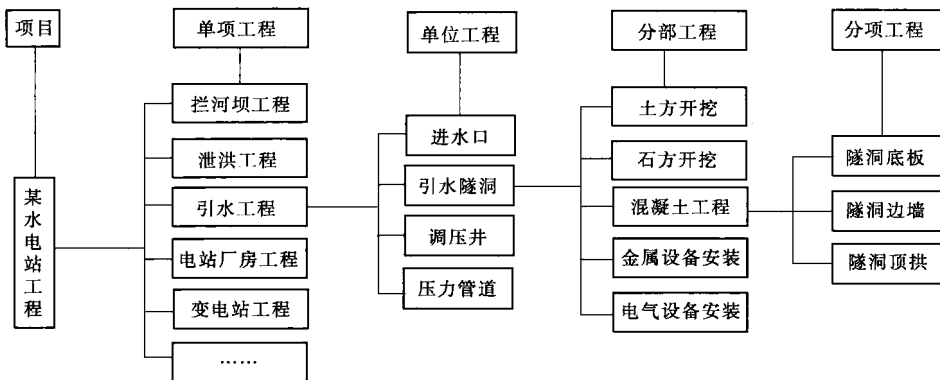 项目
单项工程
单位工程
分部工程
分项工程
某水电站工程
拦河坝工程
泄洪工程
引水工程
电站厂房工程
变电站工程
……
进水口
引水隧洞
调压井
压力管道
土方开挖
石方开挖
混凝土工程
金属设备安装
电气设备安装
隧洞底板
隧洞边墙
隧洞顶拱